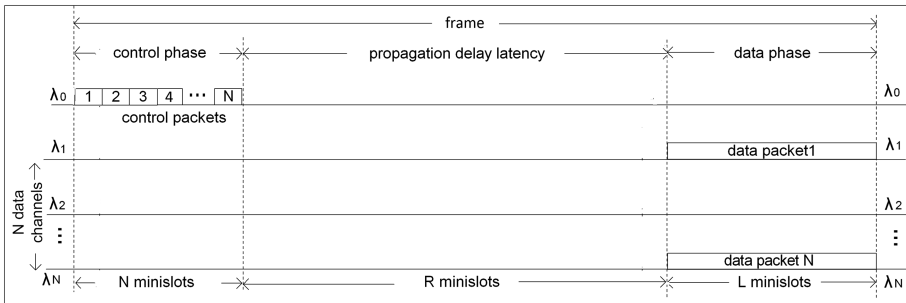 frame
control phase
propagation delay latency
data phase
λ0 1 2 3 4 ··· N λ0
control packets
λ1 data packet1 λ1
N data channels
λ2 λ2
⋮ ⋮
λN data packet N λN
N minislots
R minislots
L minislots